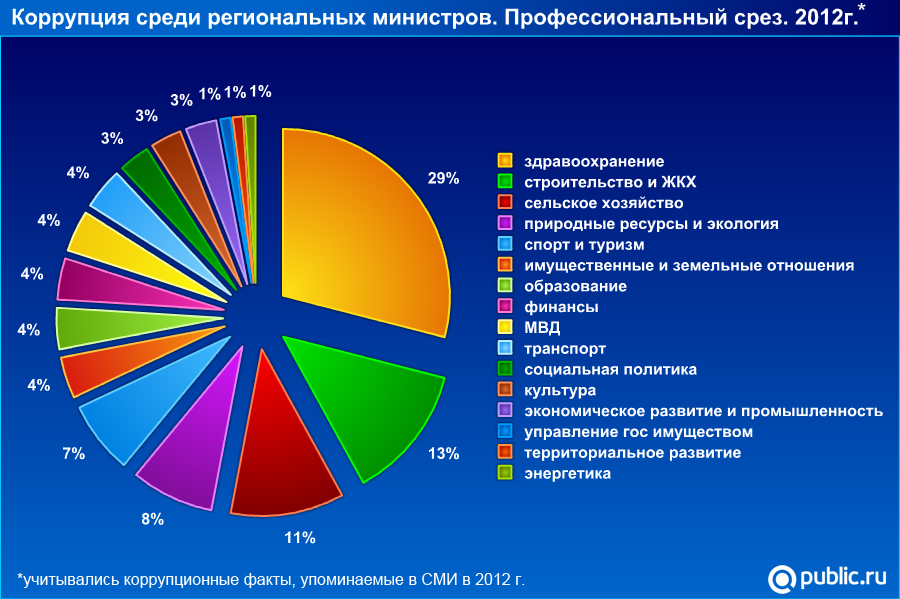 Коррупция среди региональных министров. Профессиональный срез. 2012г.*
29%
13%
11%
8%
7%
4%
4%
4%
4%
4%
3%
3%
3%
1%
1%
1%
здравоохранение
строительство и ЖКХ
сельское хозяйство
природные ресурсы и экология
спорт и туризм
имущественные и земельные отношения
образование
финансы
МВД
транспорт
социальная политика
культура
экономическое развитие и промышленность
управление гос имуществом
территориальное развитие
энергетика
*учитывались коррупционные факты, упоминаемые в СМИ в 2012 г.
public.ru